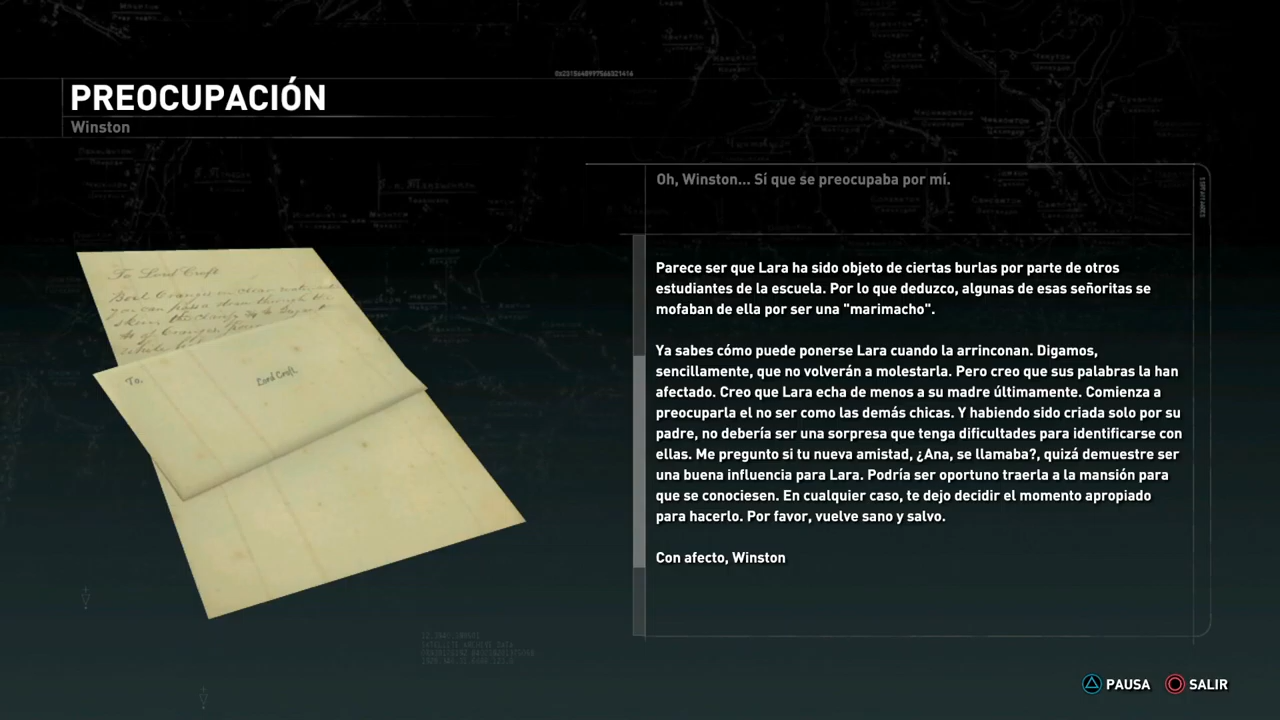 PREOCUPACIÓN
Winston
Oh, Winston... Sí que se preocupaba por mí.
Parece ser que Lara ha sido objeto de ciertas burlas por parte de otros
estudiantes de la escuela. Por lo que deduzco, algunas de esas señoritas se
mofaban de ella por ser una "marimacho".
Ya sabes cómo puede ponerse Lara cuando la arrinconan. Digamos,
sencillamente, que no volverán a molestarla. Pero creo que sus palabras la han
afectado. Creo que Lara echa de menos a su madre últimamente. Comienza a
preocuparla el no ser como las demás chicas. Y habiendo sido criada solo por su
padre, no debería ser una sorpresa que tenga dificultades para identificarse con
ellas. Me pregunto si tu nueva amistad, ¿Ana, se llamaba?, quizá demuestre ser
una buena influencia para Lara. Podría ser oportuno traerla a la mansión para
que se conociesen. En cualquier caso, te dejo decidir el momento apropiado
para hacerlo. Por favor, vuelve sano y salvo.
Con afecto, Winston
To Lord Croft
you can pass down through the
To. Lord Croft
PAUSA SALIR